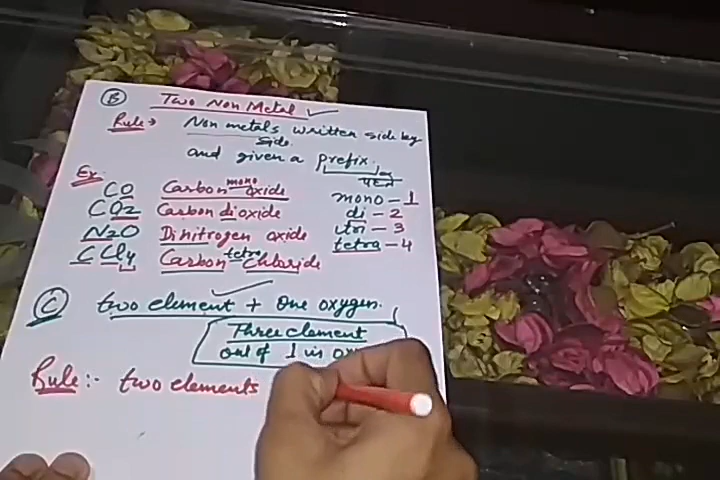 B Two Non Metal
Rule → Non metals written side by side.
and given a prefix.
Ex
CO Carbon monooxide mono - 1
CO2 Carbon dioxide di - 2
N2O Dinitrogen oxide tri - 3
CCl4 Carbon tetra Chloride tetra - 4
C two element + One oxygen.
Three element
out of 1 is
Rule :- two elements